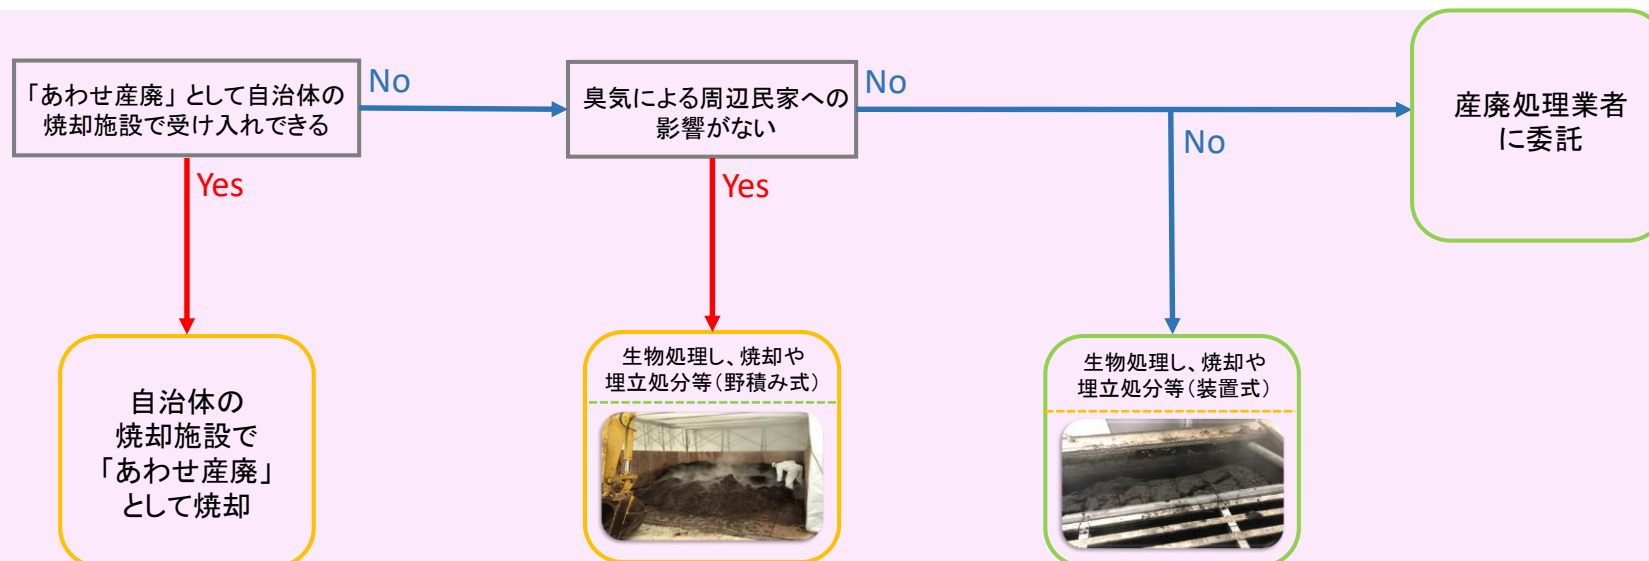 「あわせ産廃」として自治体の
焼却施設で受け入れできる
No
臭気による周辺民家への
影響がない
No
産廃処理業者
に委託
Yes
Yes
No
自治体の
焼却施設で
「あわせ産廃」
として焼却
生物処理し、焼却や
埋立処分等（野積み式）
生物処理し、焼却や
埋立処分等（装置式）